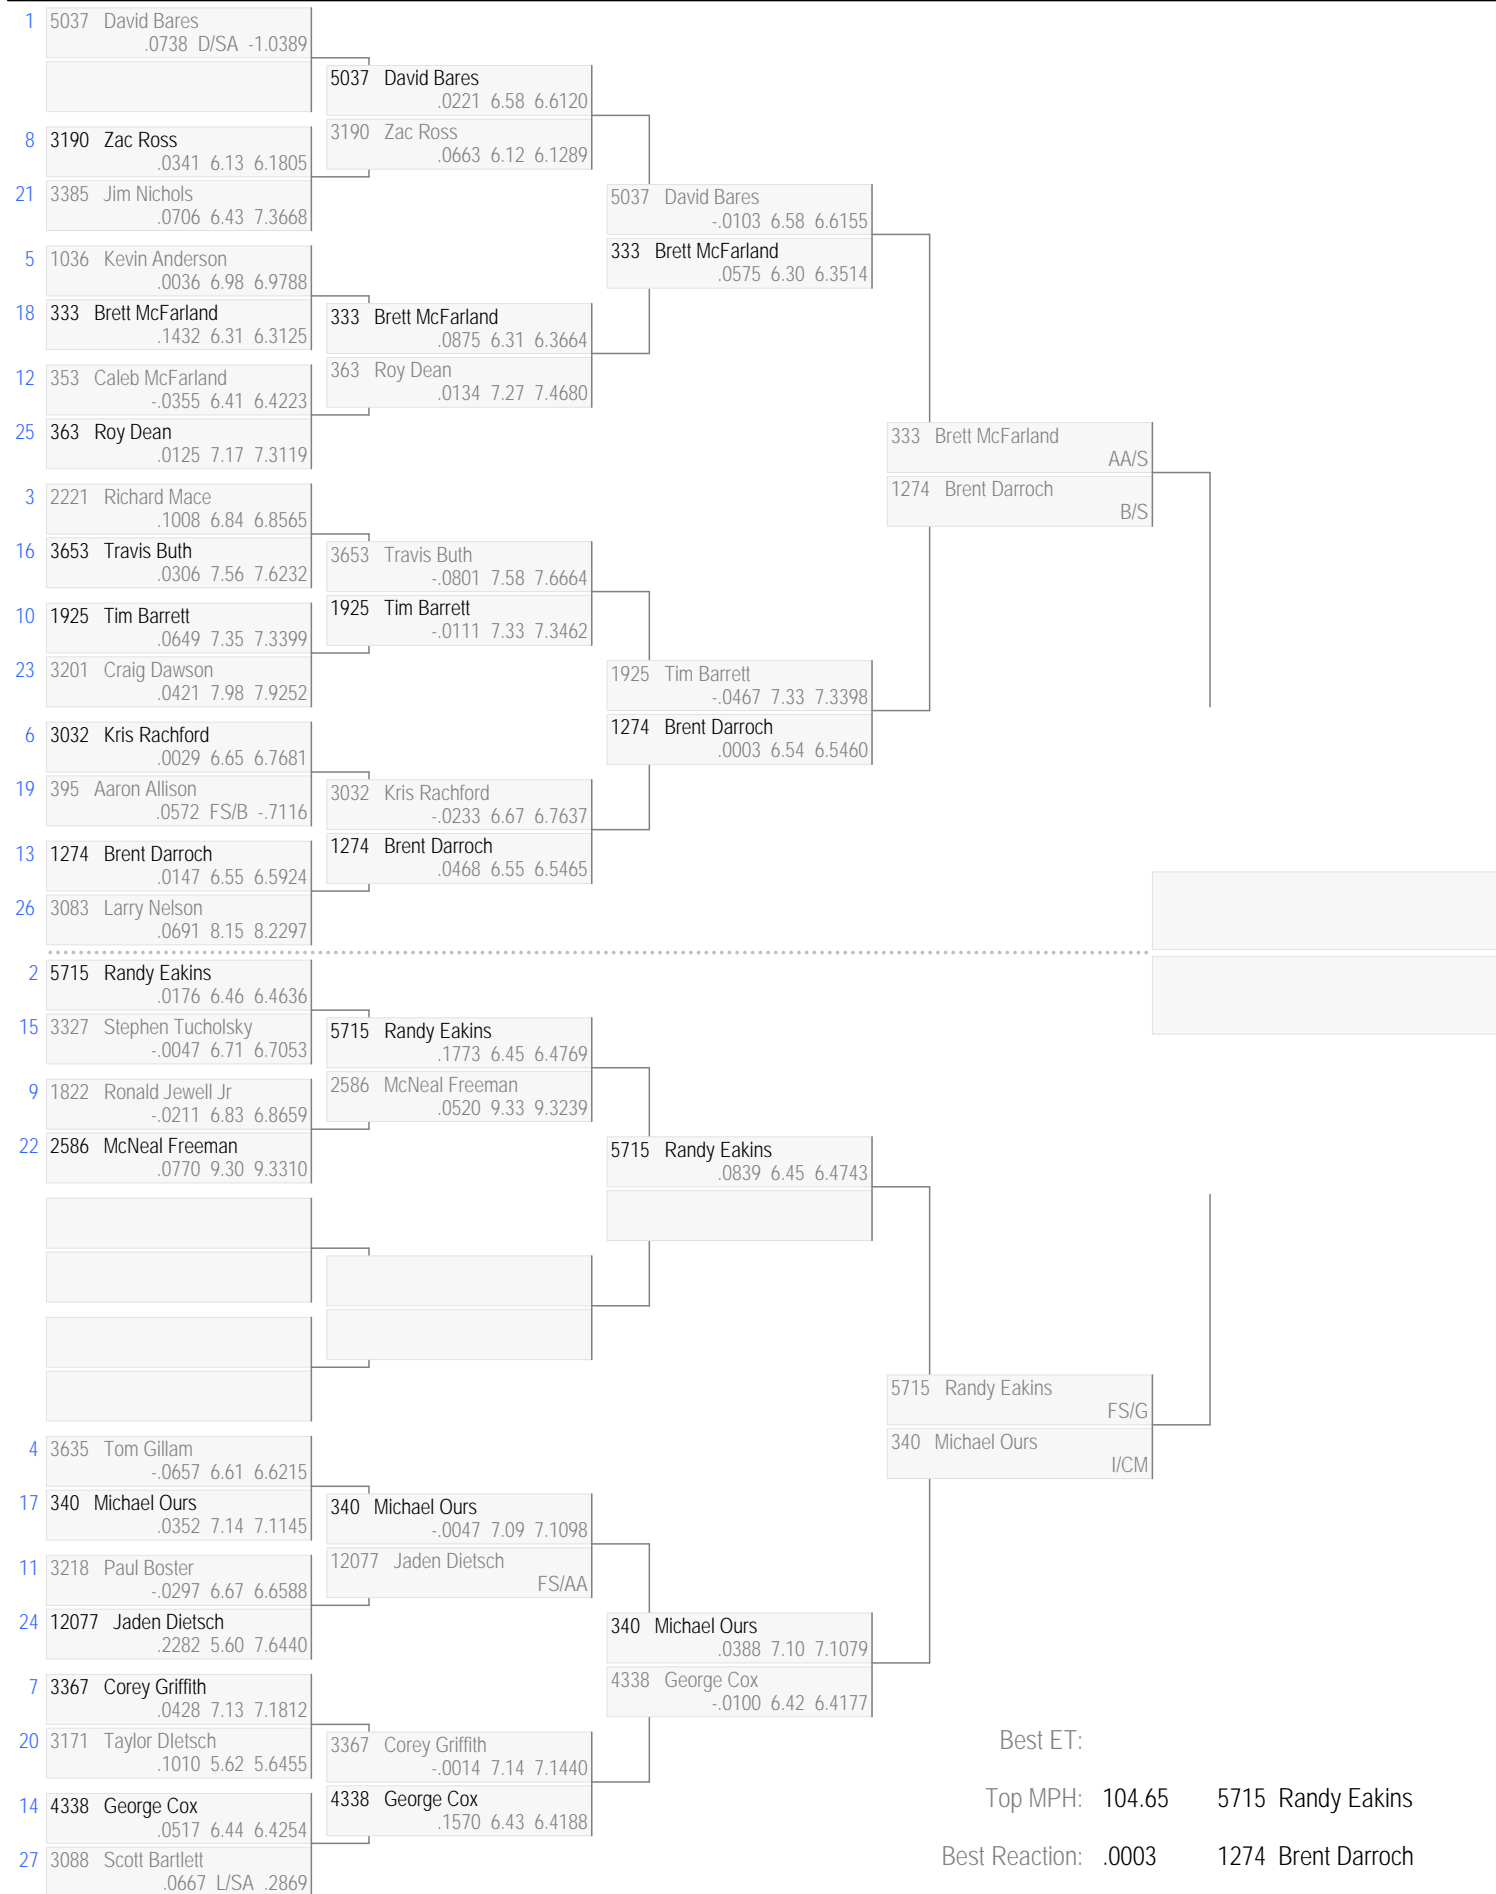 1 5037 David Bares
.0738 D/SA -1.0389
8 3190 Zac Ross
.0341 6.13 6.1805
21 3385 Jim Nichols
.0706 6.43 7.3668
5 1036 Kevin Anderson
.0036 6.98 6.9788
18 333 Brett McFarland
.1432 6.31 6.3125
12 353 Caleb McFarland
-.0355 6.41 6.4223
25 363 Roy Dean
.0125 7.17 7.3119
3 2221 Richard Mace
.1008 6.84 6.8565
16 3653 Travis Buth
.0306 7.56 7.6232
10 1925 Tim Barrett
.0649 7.35 7.3399
23 3201 Craig Dawson
.0421 7.98 7.9252
6 3032 Kris Rachford
.0029 6.65 6.7681
19 395 Aaron Allison
.0572 FS/B -.7116
13 1274 Brent Darroch
.0147 6.55 6.5924
26 3083 Larry Nelson
.0691 8.15 8.2297
2 5715 Randy Eakins
.0176 6.46 6.4636
15 3327 Stephen Tucholsky
-.0047 6.71 6.7053
9 1822 Ronald Jewell Jr
-.0211 6.83 6.8659
22 2586 McNeal Freeman
.0770 9.30 9.3310
4 3635 Tom Gillam
-.0657 6.61 6.6215
17 340 Michael Ours
.0352 7.14 7.1145
11 3218 Paul Boster
-.0297 6.67 6.6588
24 12077 Jaden Dietsch
.2282 5.60 7.6440
7 3367 Corey Griffith
.0428 7.13 7.1812
20 3171 Taylor DIetsch
.1010 5.62 5.6455
14 4338 George Cox
.0517 6.44 6.4254
27 3088 Scott Bartlett
.0667 L/SA .2869
5037 David Bares
.0221 6.58 6.6120
3190 Zac Ross
.0663 6.12 6.1289
333 Brett McFarland
.0875 6.31 6.3664
363 Roy Dean
.0134 7.27 7.4680
3653 Travis Buth
-.0801 7.58 7.6664
1925 Tim Barrett
-.0111 7.33 7.3462
3032 Kris Rachford
-.0233 6.67 6.7637
1274 Brent Darroch
.0468 6.55 6.5465
5715 Randy Eakins
.1773 6.45 6.4769
2586 McNeal Freeman
.0520 9.33 9.3239
340 Michael Ours
-.0047 7.09 7.1098
12077 Jaden Dietsch
FS/AA
3367 Corey Griffith
-.0014 7.14 7.1440
4338 George Cox
.1570 6.43 6.4188
5037 David Bares
-.0103 6.58 6.6155
333 Brett McFarland
.0575 6.30 6.3514
1925 Tim Barrett
-.0467 7.33 7.3398
1274 Brent Darroch
.0003 6.54 6.5460
5715 Randy Eakins
.0839 6.45 6.4743
340 Michael Ours
.0388 7.10 7.1079
4338 George Cox
-.0100 6.42 6.4177
333 Brett McFarland
AA/S
1274 Brent Darroch
B/S
5715 Randy Eakins
FS/G
340 Michael Ours
I/CM
Best ET:
Top MPH: 104.65 5715 Randy Eakins
Best Reaction: .0003 1274 Brent Darroch